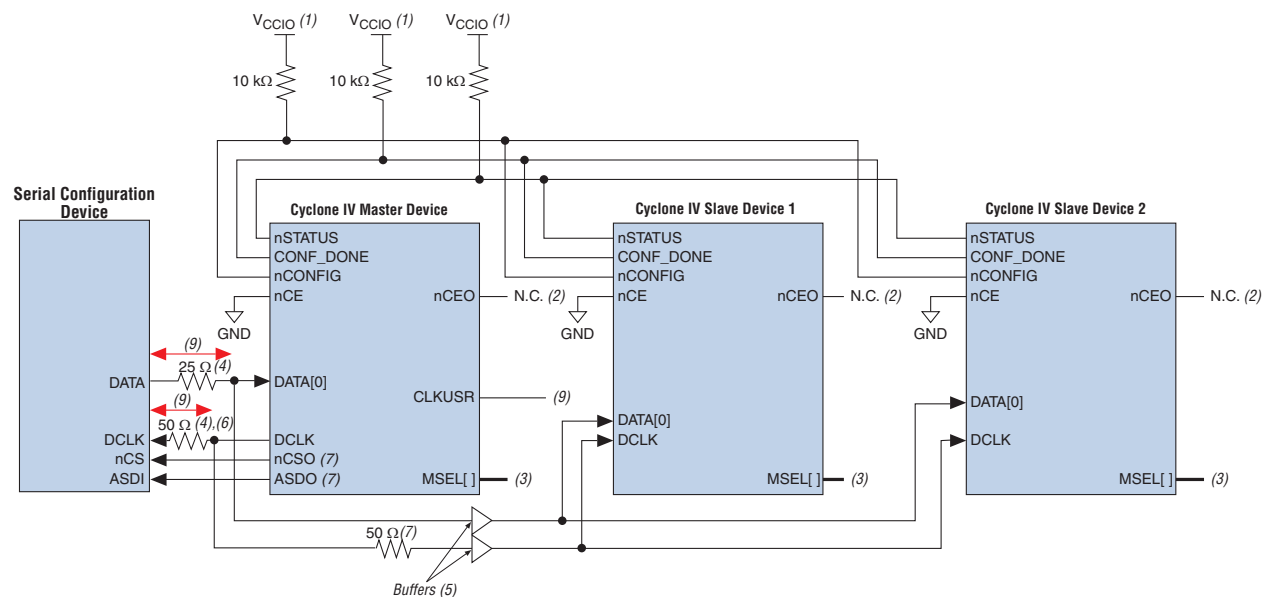 VCCIO (1)
VCCIO (1)
VCCIO (1)
10 kΩ
10 kΩ
10 kΩ
Serial Configuration
Device
DATA
DCLK
nCS
ASDI
(9)
25 Ω (4)
(9)
50 Ω (4),(6)
Cyclone IV Master Device
nSTATUS
CONF_DONE
nCONFIG
nCE
nCEO
N.C. (2)
GND
DATA[0]
CLKUSR
(9)
DCLK
nCSO (7)
ASDO (7)
MSEL[ ]
(3)
Cyclone IV Slave Device 1
nSTATUS
CONF_DONE
nCONFIG
nCE
nCEO
N.C. (2)
GND
DATA[0]
DCLK
MSEL[ ]
(3)
Cyclone IV Slave Device 2
nSTATUS
CONF_DONE
nCONFIG
nCE
nCEO
N.C. (2)
GND
DATA[0]
DCLK
MSEL[ ]
(3)
50 Ω (7)
Buffers (5)